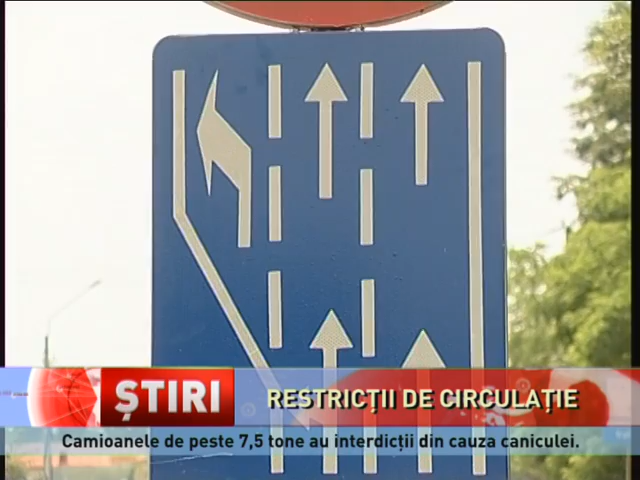 ȘTIRI
RESTRICȚII DE CIRCULAȚIE
Camioanele de peste 7,5 tone au interdicții din cauza caniculei.